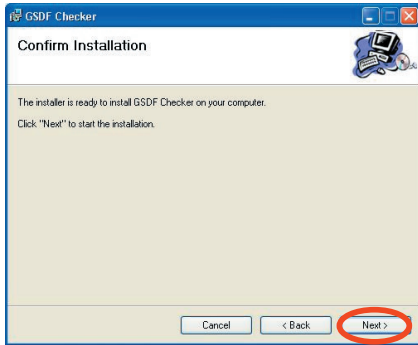 GSDF Checker
Confirm Installation
The installer is ready to install GSDF Checker on your computer.
Click "Next" to start the installation.
Cancel
< Back
Next >